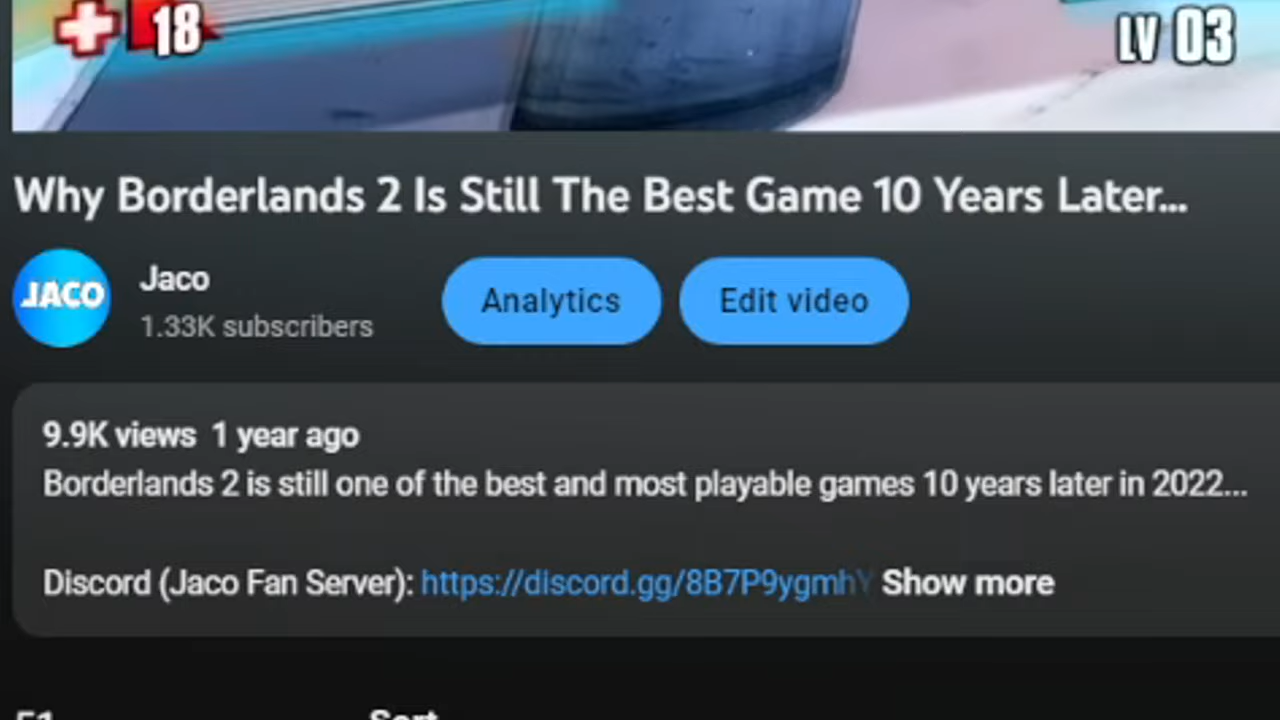 18
LV 03
Why Borderlands 2 Is Still The Best Game 10 Years Later...
JACO
Jaco
1.33K subscribers
Analytics
Edit video
9.9K views 1 year ago
Borderlands 2 is still one of the best and most playable games 10 years later in 2022...
Discord (Jaco Fan Server): https://discord.gg/8B7P9ygmhY Show more
51
Sort